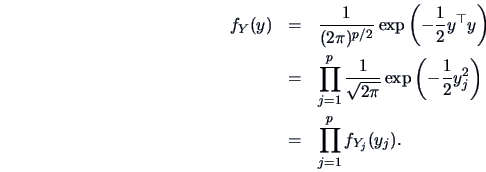 f_Y(y) = \frac{1}{(2\pi)^{p/2}} \exp\left(-\frac{1}{2} y^\top y\right)
= \prod_{j=1}^{p} \frac{1}{\sqrt{2\pi}} \exp\left(-\frac{1}{2} y_j^2\right)
= \prod_{j=1}^{p} f_{Y_j}(y_j).